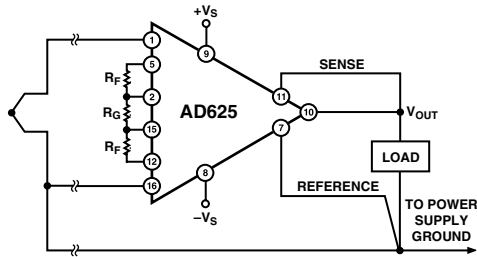 +VS
1
9
5
SENSE
RF
11
2
AD625
10
VOUT
RG
15
7
RF
LOAD
12
8
16
REFERENCE
–VS
TO POWER
SUPPLY
GROUND